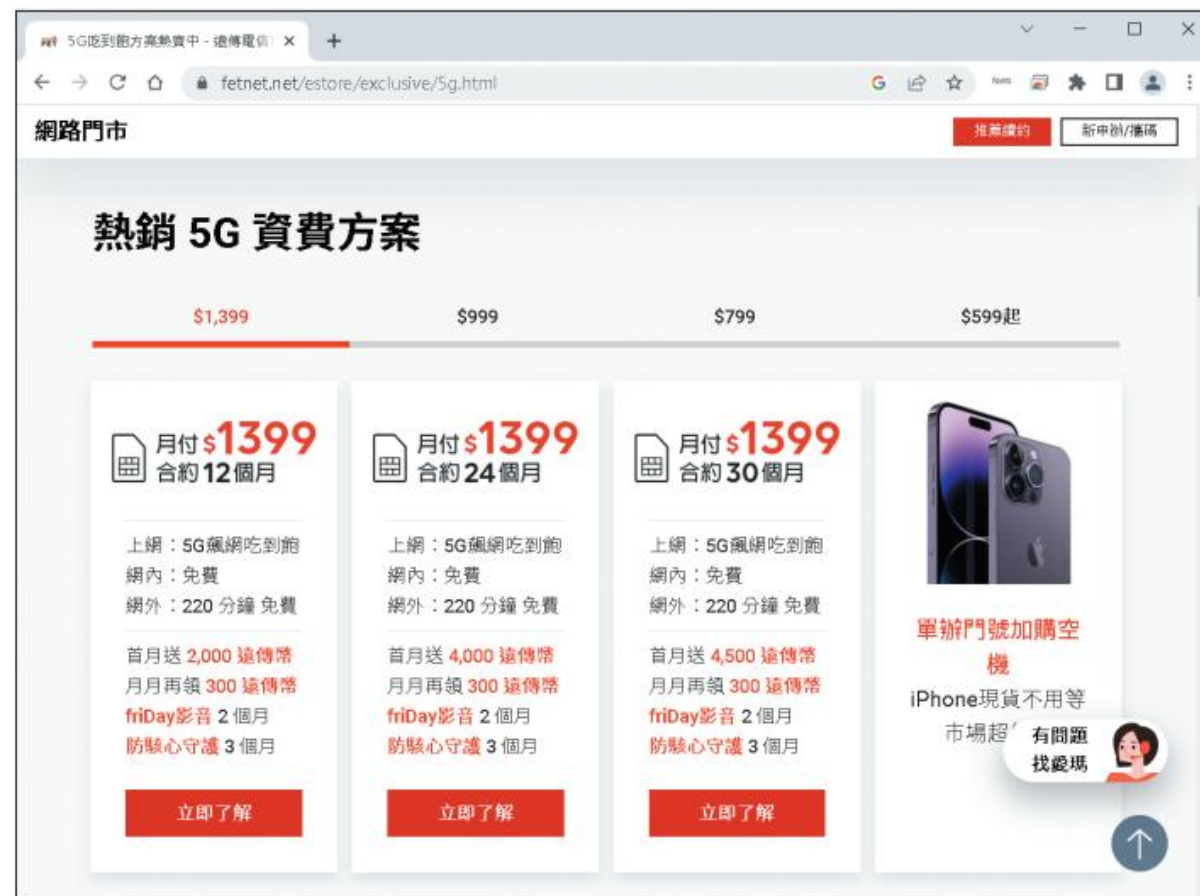 5G吃到飽方案熱賣中 - 遠傳電信
fetnet.net/estore/exclusive/5g.html
網路門市
推薦續約
新申辦/攜碼
熱銷 5G 資費方案
$1,399
$999
$799
$599起
月付$1399
合約12個月
上網：5G飆網吃到飽
網內：免費
網外：220 分鐘 免費
首月送 2,000 遠傳幣
月月再領 300 遠傳幣
friDay影音 2 個月
防駭心守護 3 個月
立即了解
月付$1399
合約24個月
上網：5G飆網吃到飽
網內：免費
網外：220 分鐘 免費
首月送 4,000 遠傳幣
月月再領 300 遠傳幣
friDay影音 2 個月
防駭心守護 3 個月
立即了解
月付$1399
合約30個月
上網：5G飆網吃到飽
網內：免費
網外：220 分鐘 免費
首月送 4,500 遠傳幣
月月再領 300 遠傳幣
friDay影音 2 個月
防駭心守護 3 個月
立即了解
單辦門號加購空
機
iPhone現貨不用等
市場超
有問題
找愛瑪